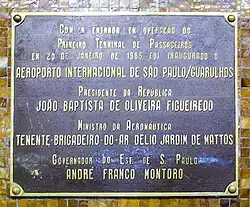 COM A ENTRADA EM OPERAÇÃO DO
PRIMEIRO TERMINAL DE PASSAGEIROS
EM 20 DE JANEIRO DE 1985 FOI INAUGURADO O
AEROPORTO INTERNACIONAL DE SÃO PAULO/GUARULHOS
PRESIDENTE DA REPÚBLICA
JOÃO BAPTISTA DE OLIVEIRA FIGUEIREDO
MINISTRO DA AERONÁUTICA
TENENTE-BRIGADEIRO-DO-AR DÉLIO JARDIM DE MATTOS
GOVERNADOR DO EST. DE S. PAULO
ANDRÉ FRANCO MONTORO